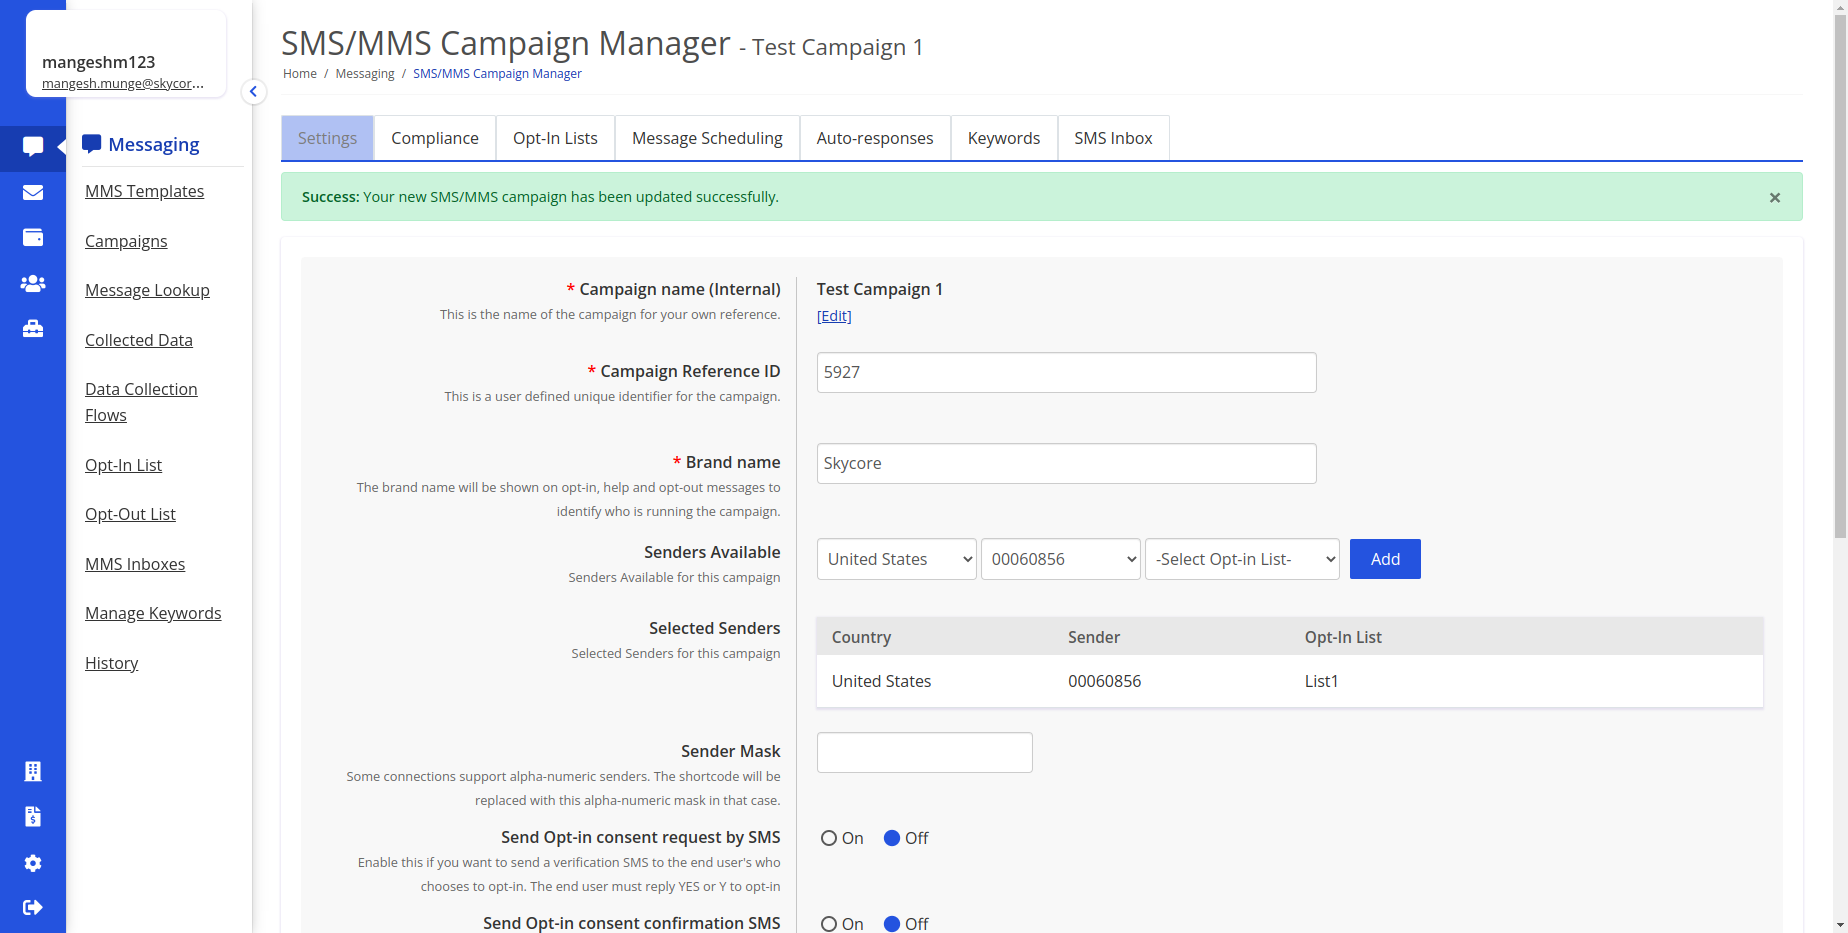 mangeshm123
mangesh.munge@skycor...
Messaging
MMS Templates
Campaigns
Message Lookup
Collected Data
Data Collection
Flows
Opt-In List
Opt-Out List
MMS Inboxes
Manage Keywords
History
SMS/MMS Campaign Manager - Test Campaign 1
Home / Messaging / SMS/MMS Campaign Manager
Settings Compliance Opt-In Lists Message Scheduling Auto-responses Keywords SMS Inbox
Success: Your new SMS/MMS campaign has been updated successfully. ×
* Campaign name (Internal) Test Campaign 1
This is the name of the campaign for your own reference. [Edit]
* Campaign Reference ID 5927
This is a user defined unique identifier for the campaign.
* Brand name Skycore
The brand name will be shown on opt-in, help and opt-out messages to
identify who is running the campaign.
Senders Available United States 00060856 -Select Opt-in List- Add
Senders Available for this campaign
Selected Senders Country Sender Opt-In List
Selected Senders for this campaign
United States 00060856 List1
Sender Mask
Some connections support alpha-numeric senders. The shortcode will be
replaced with this alpha-numeric mask in that case.
Send Opt-in consent request by SMS On Off
Enable this if you want to send a verification SMS to the end user's who
chooses to opt-in. The end user must reply YES or Y to opt-in
Send Opt-in consent confirmation SMS On Off